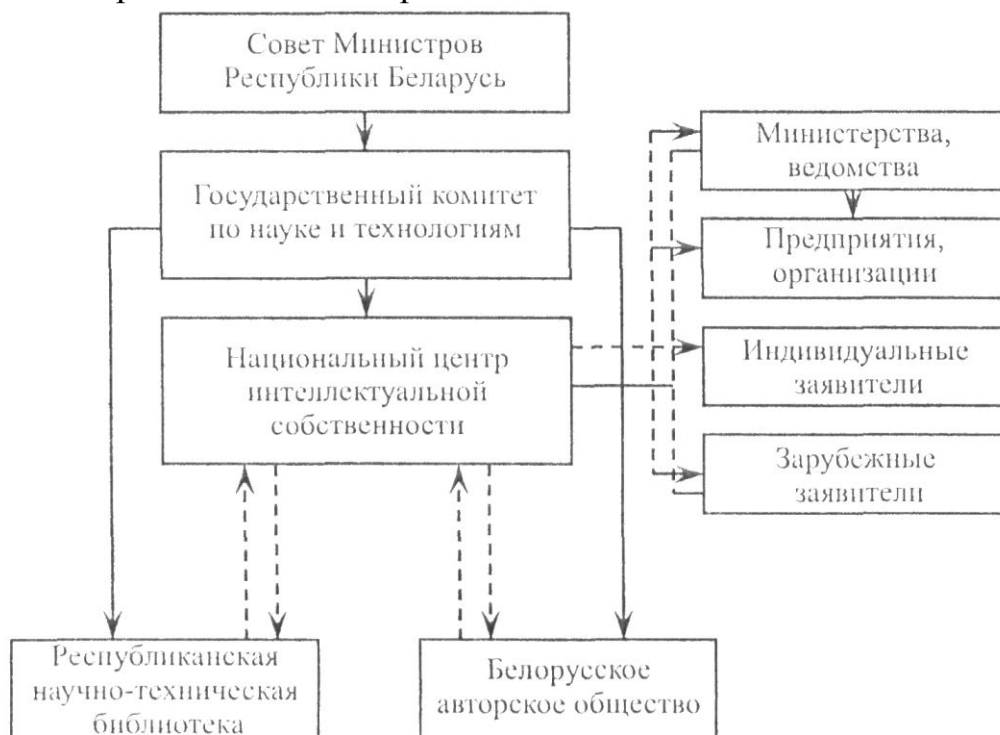 Совет Министров
Республики Беларусь
Государственный комитет
по науке и технологиям
Национальный центр
интеллектуальной
собственности
Министерства,
ведомства
Предприятия,
организации
Индивидуальные
заявители
Зарубежные
заявители
Республиканская
научно-техническая
библиотека
Белорусское
авторское общество